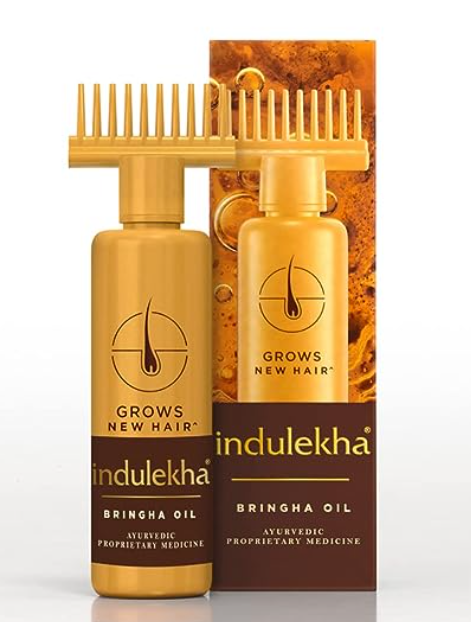 GROWS
NEW HAIR^
indulekha®
BRINGHA OIL
AYURVEDIC
PROPRIETARY MEDICINE
GROWS
NEW HAIR^
indulekha®
BRINGHA OIL
AYURVEDIC
PROPRIETARY MEDICINE